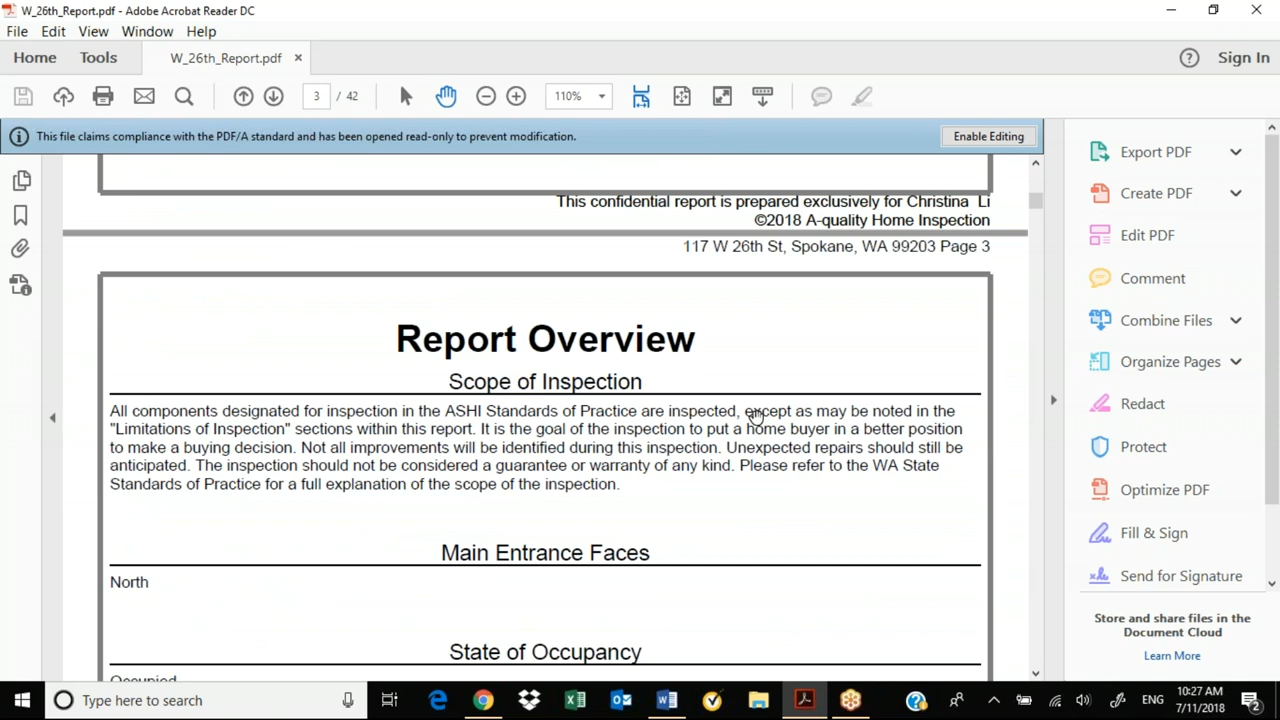 W_26th_Report.pdf - Adobe Acrobat Reader DC
File Edit View Window Help
Home Tools W_26th_Report.pdf × Sign In
3 / 42 110%
This file claims compliance with the PDF/A standard and has been opened read-only to prevent modification. Enable Editing
This confidential report is prepared exclusively for Christina Li
©2018 A-quality Home Inspection
117 W 26th St, Spokane, WA 99203 Page 3
Report Overview
Scope of Inspection
All components designated for inspection in the ASHI Standards of Practice are inspected, except as may be noted in the
"Limitations of Inspection" sections within this report. It is the goal of the inspection to put a home buyer in a better position
to make a buying decision. Not all improvements will be identified during this inspection. Unexpected repairs should still be
anticipated. The inspection should not be considered a guarantee or warranty of any kind. Please refer to the WA State
Standards of Practice for a full explanation of the scope of the inspection.
Main Entrance Faces
North
State of Occupancy
Occupied
Export PDF
Create PDF
Edit PDF
Comment
Combine Files
Organize Pages
Redact
Protect
Optimize PDF
Fill & Sign
Send for Signature
Store and share files in the
Document Cloud
Learn More
Type here to search
ENG
10:27 AM
7/11/2018
2